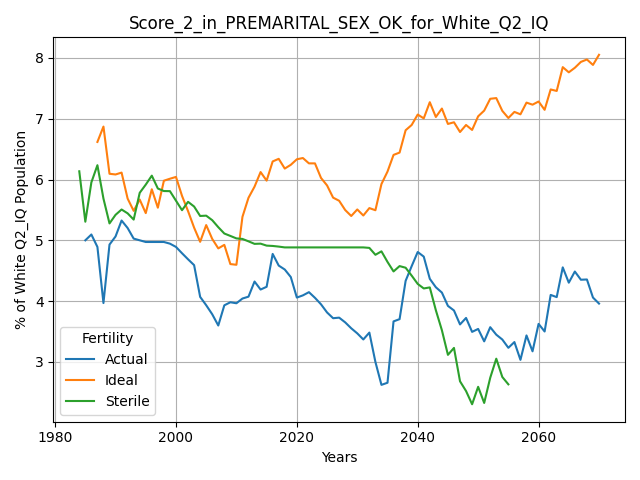 Score_2_in_PREMARITAL_SEX_OK_for_White_Q2_IQ
% of White Q2_IQ Population
8
7
6
5
4
3
Fertility
Actual
Ideal
Sterile
1980 2000 2020 2040 2060
Years